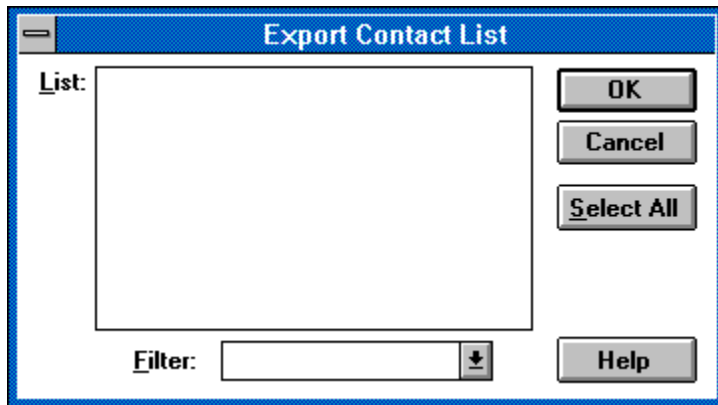 Export Contact List
List:
OK
Cancel
Select All
Filter:
Help